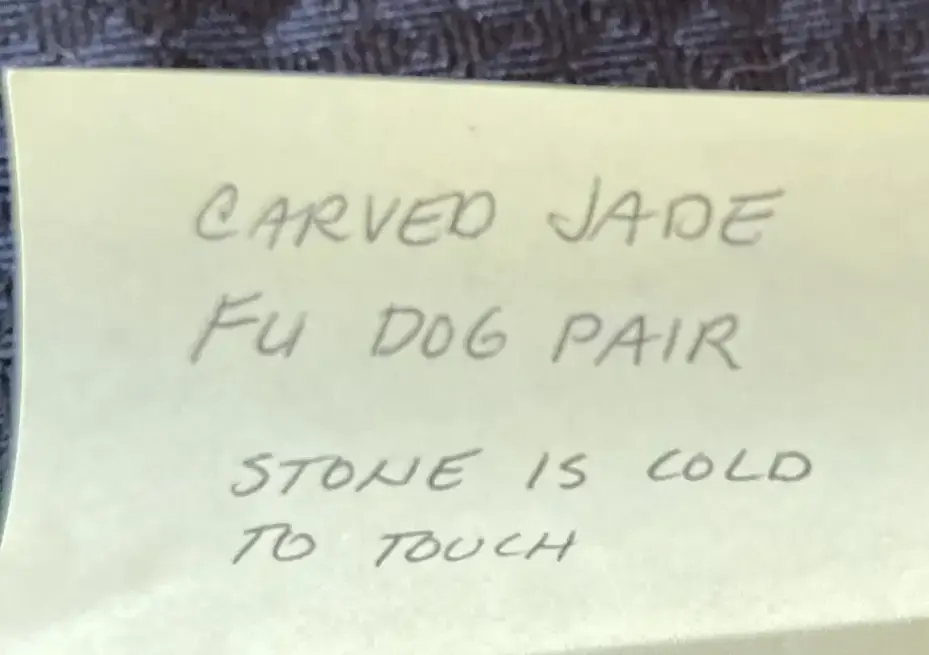 CARVED JADE
FU DOG PAIR
STONE IS COLD
TO TOUCH